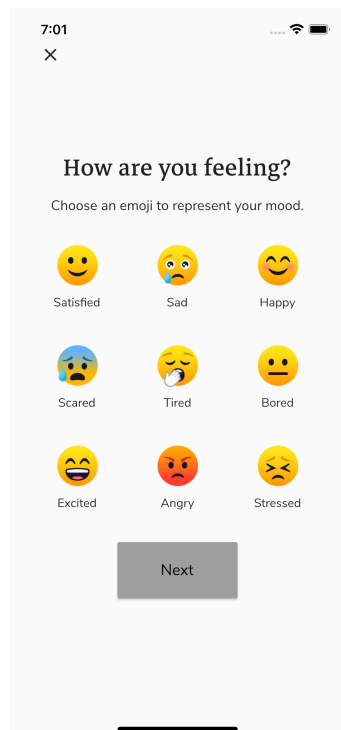 7:01
How are you feeling?
Choose an emoji to represent your mood.
Satisfied Sad Happy
Scared Tired Bored
Excited Angry Stressed
Next